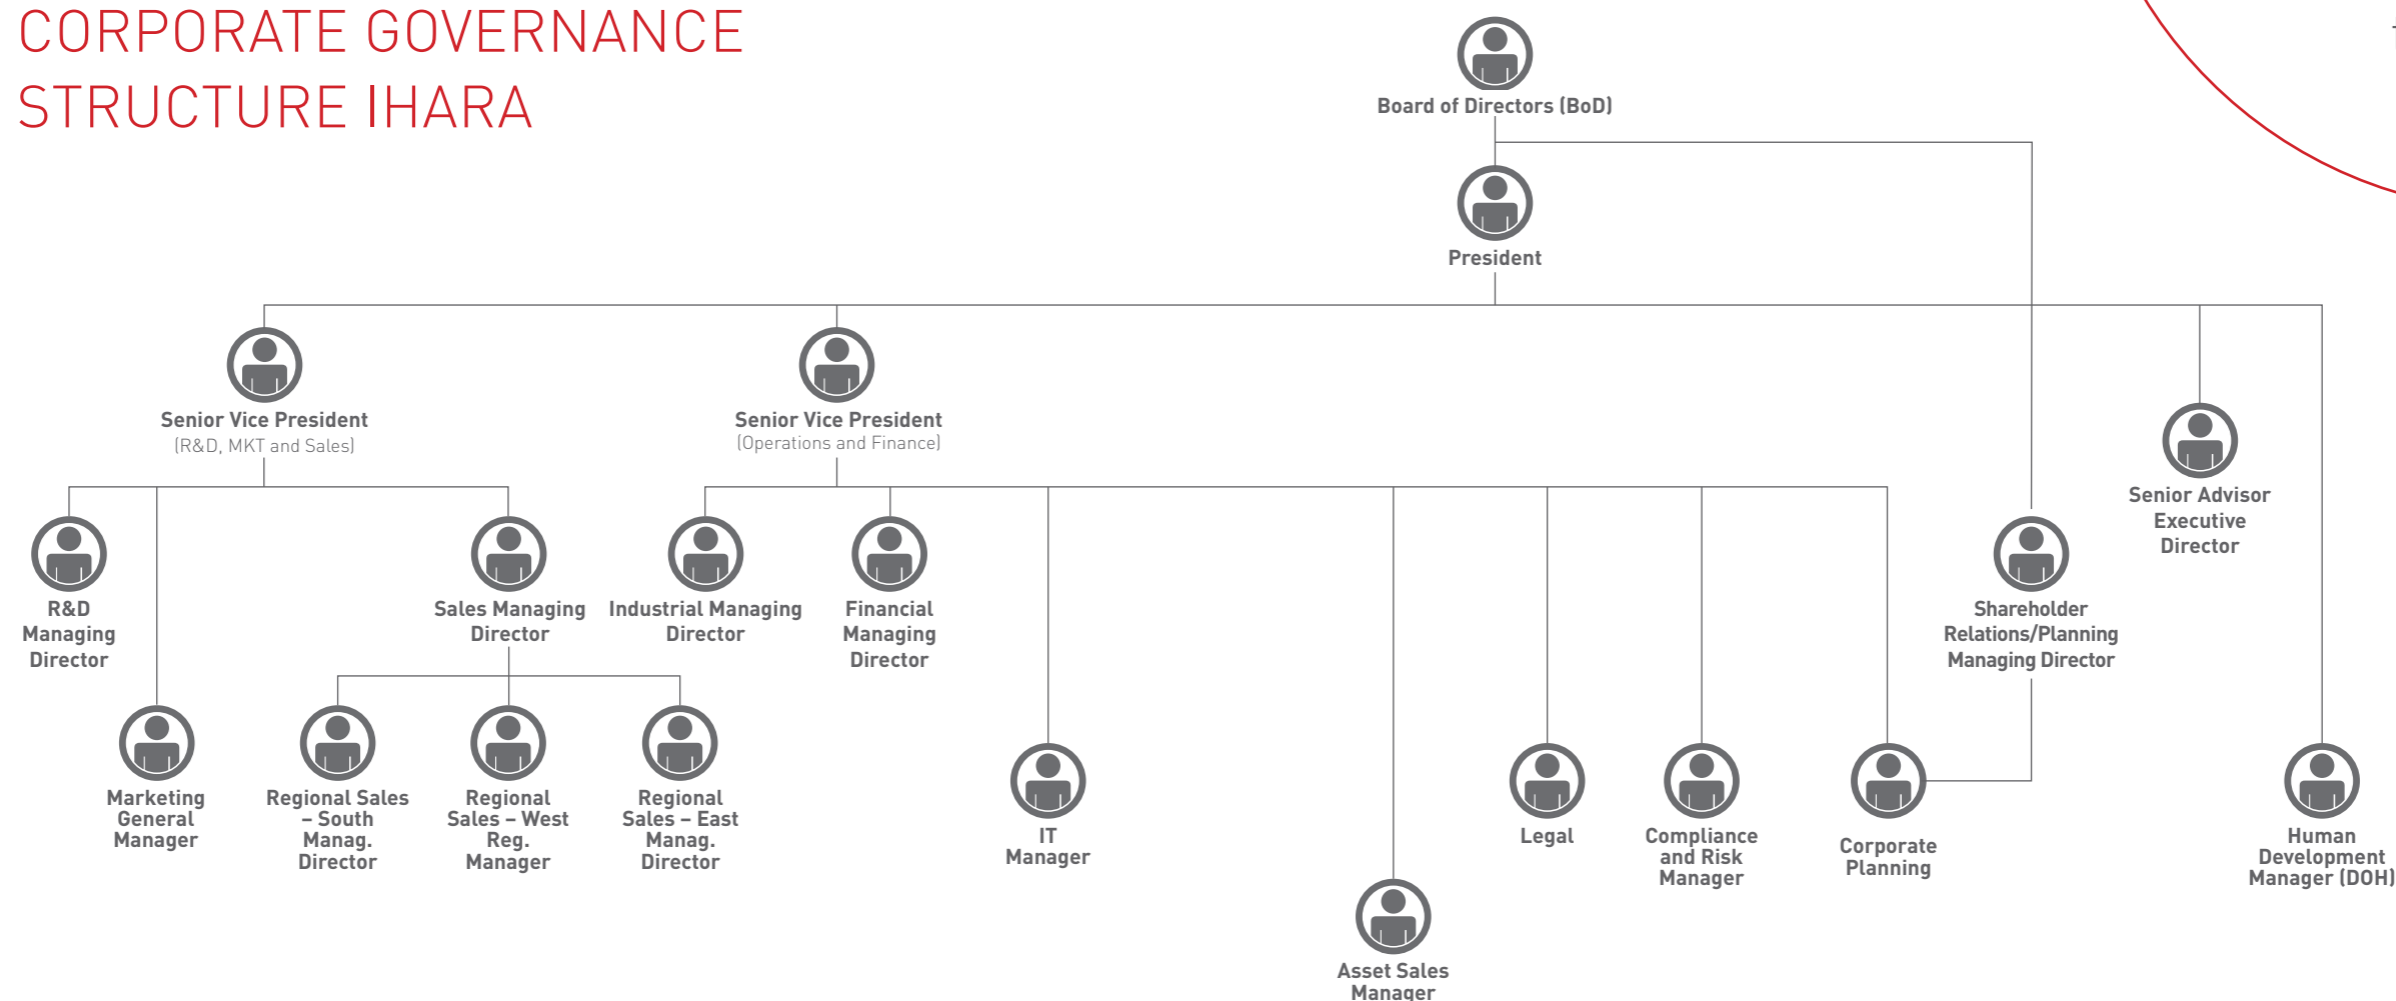 CORPORATE GOVERNANCE
STRUCTURE IHARA
Board of Directors (BoD)
President
Senior Vice President
(R&D, MKT and Sales)
Senior Vice President
(Operations and Finance)
Senior Advisor
Executive
Director
R&D
Managing
Director
Sales Managing
Director
Industrial Managing
Director
Financial
Managing
Director
Shareholder
Relations/Planning
Managing Director
Marketing
General
Manager
Regional Sales
– South
Manag.
Director
Regional
Sales – West
Reg.
Manager
Regional
Sales – East
Manag.
Director
IT
Manager
Legal
Compliance
and Risk
Manager
Corporate
Planning
Human
Development
Manager (DOH)
Asset Sales
Manager